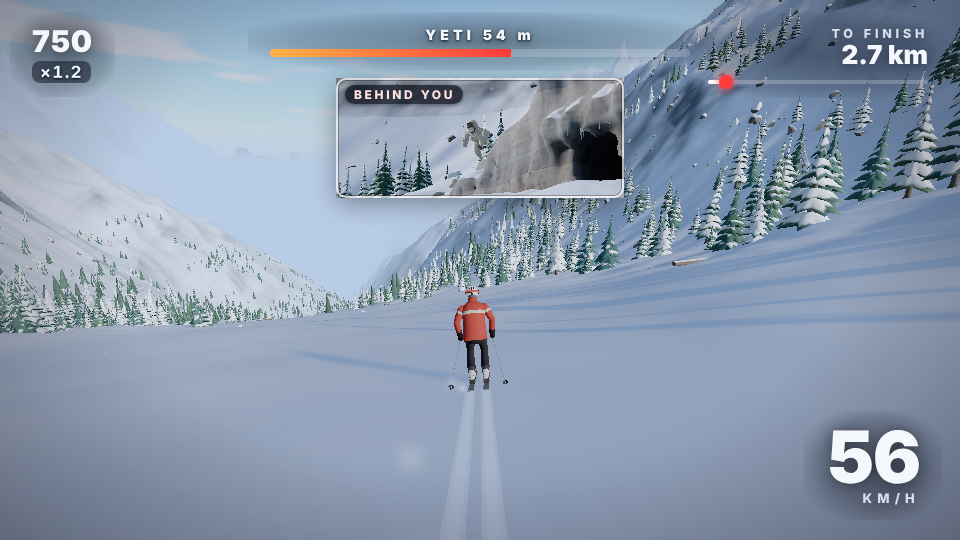 750
×1.2
YETI 54 m
BEHIND YOU
TO FINISH
2.7 km
56
KM/H